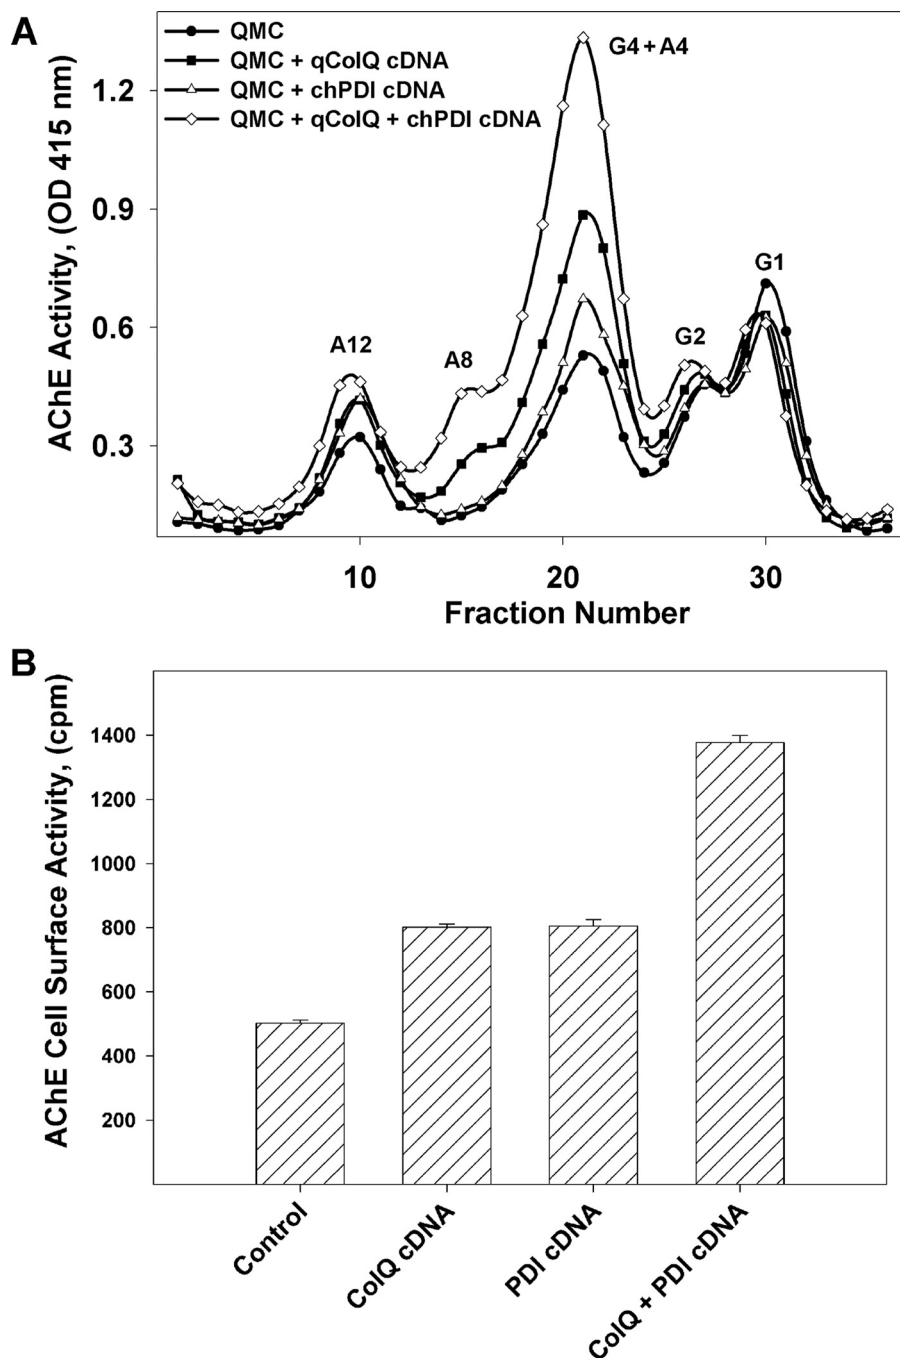 A
QMC
QMC + qColQ cDNA
QMC + chPDI cDNA
QMC + qColQ + chPDI cDNA
G4 + A4
A12
A8
G2
G1
AChE Activity, (OD 415 nm)
1.2
0.9
0.6
0.3
10
20
30
Fraction Number
B
AChE Cell Surface Activity, (cpm)
1400
1200
1000
800
600
400
200
Control
ColQ cDNA
PDI cDNA
ColQ + PDI cDNA